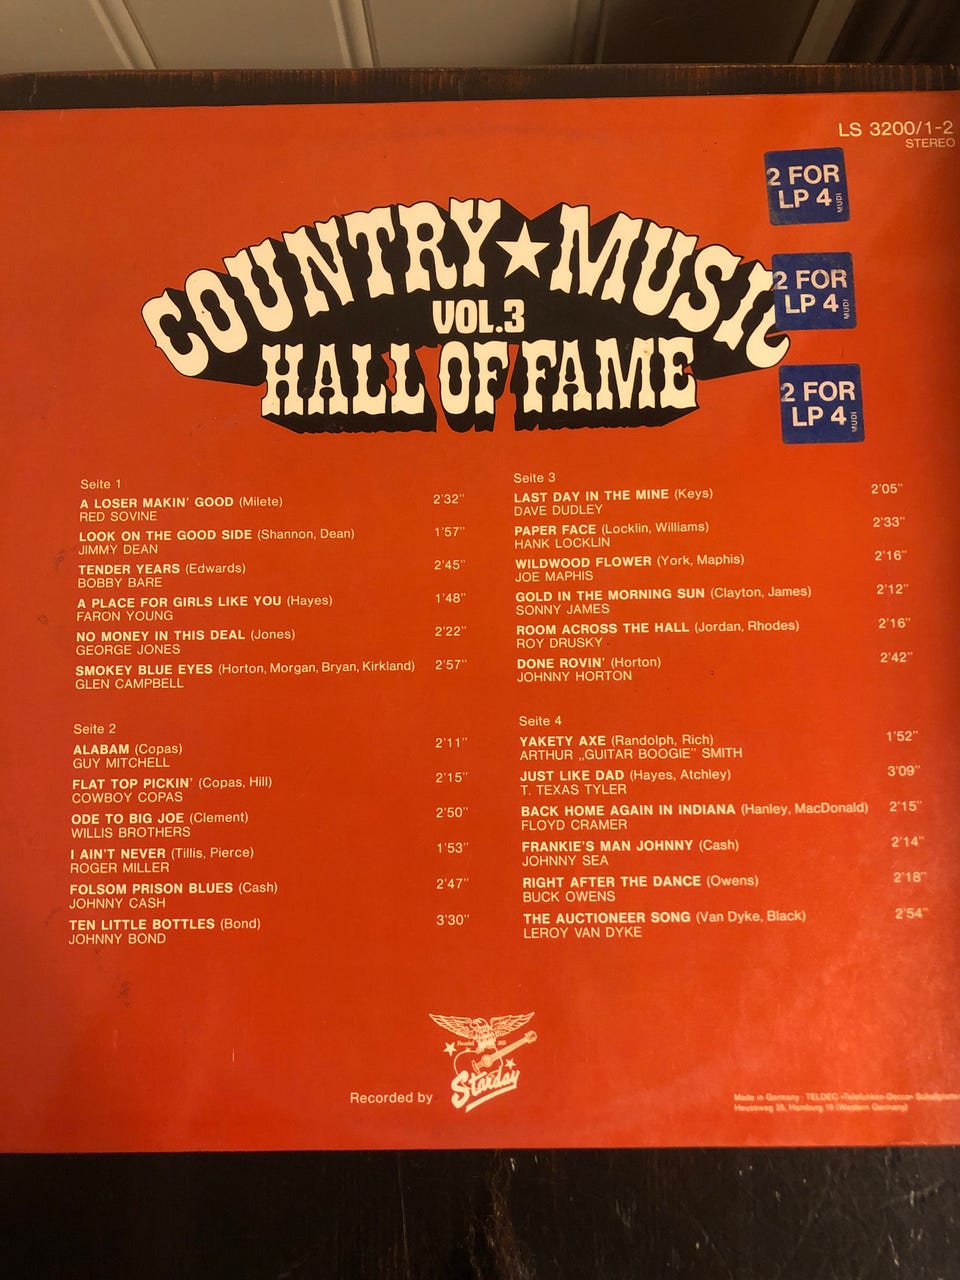 LS 3200/1-2
STEREO
2 FOR
LP 4 MUDI
2 FOR
LP 4 MUDI
2 FOR
LP 4 MUDI
COUNTRY★MUSIC
VOL.3
HALL OF FAME
Seite 1
A LOSER MAKIN' GOOD (Milete) 2'32"
RED SOVINE
LOOK ON THE GOOD SIDE (Shannon, Dean) 1'57"
JIMMY DEAN
TENDER YEARS (Edwards) 2'45"
BOBBY BARE
A PLACE FOR GIRLS LIKE YOU (Hayes) 1'48"
FARON YOUNG
NO MONEY IN THIS DEAL (Jones) 2'22"
GEORGE JONES
SMOKEY BLUE EYES (Horton, Morgan, Bryan, Kirkland) 2'57"
GLEN CAMPBELL
Seite 2
ALABAM (Copas) 2'11"
GUY MITCHELL
FLAT TOP PICKIN' (Copas, Hill) 2'15"
COWBOY COPAS
ODE TO BIG JOE (Clement) 2'50"
WILLIS BROTHERS
I AIN'T NEVER (Tillis, Pierce) 1'53"
ROGER MILLER
FOLSOM PRISON BLUES (Cash) 2'47"
JOHNNY CASH
TEN LITTLE BOTTLES (Bond) 3'30"
JOHNNY BOND
Seite 3
LAST DAY IN THE MINE (Keys) 2'05"
DAVE DUDLEY
PAPER FACE (Locklin, Williams) 2'33"
HANK LOCKLIN
WILDWOOD FLOWER (York, Maphis) 2'16"
JOE MAPHIS
GOLD IN THE MORNING SUN (Clayton, James) 2'12"
SONNY JAMES
ROOM ACROSS THE HALL (Jordan, Rhodes) 2'16"
ROY DRUSKY
DONE ROVIN' (Horton) 2'42"
JOHNNY HORTON
Seite 4
YAKETY AXE (Randolph, Rich) 1'52"
ARTHUR „GUITAR BOOGIE" SMITH
JUST LIKE DAD (Hayes, Atchley) 3'09"
T. TEXAS TYLER
BACK HOME AGAIN IN INDIANA (Hanley, MacDonald) 2'15"
FLOYD CRAMER
FRANKIE'S MAN JOHNNY (Cash) 2'14"
JOHNNY SEA
RIGHT AFTER THE DANCE (Owens) 2'18"
BUCK OWENS
THE AUCTIONEER SONG (Van Dyke, Black) 2'54"
LEROY VAN DYKE
Recorded by Starday
Made in Germany · TELDEC »Telefunken-Decca« Schallplatten
Heussweg 25, Hamburg 19 (Western Germany)